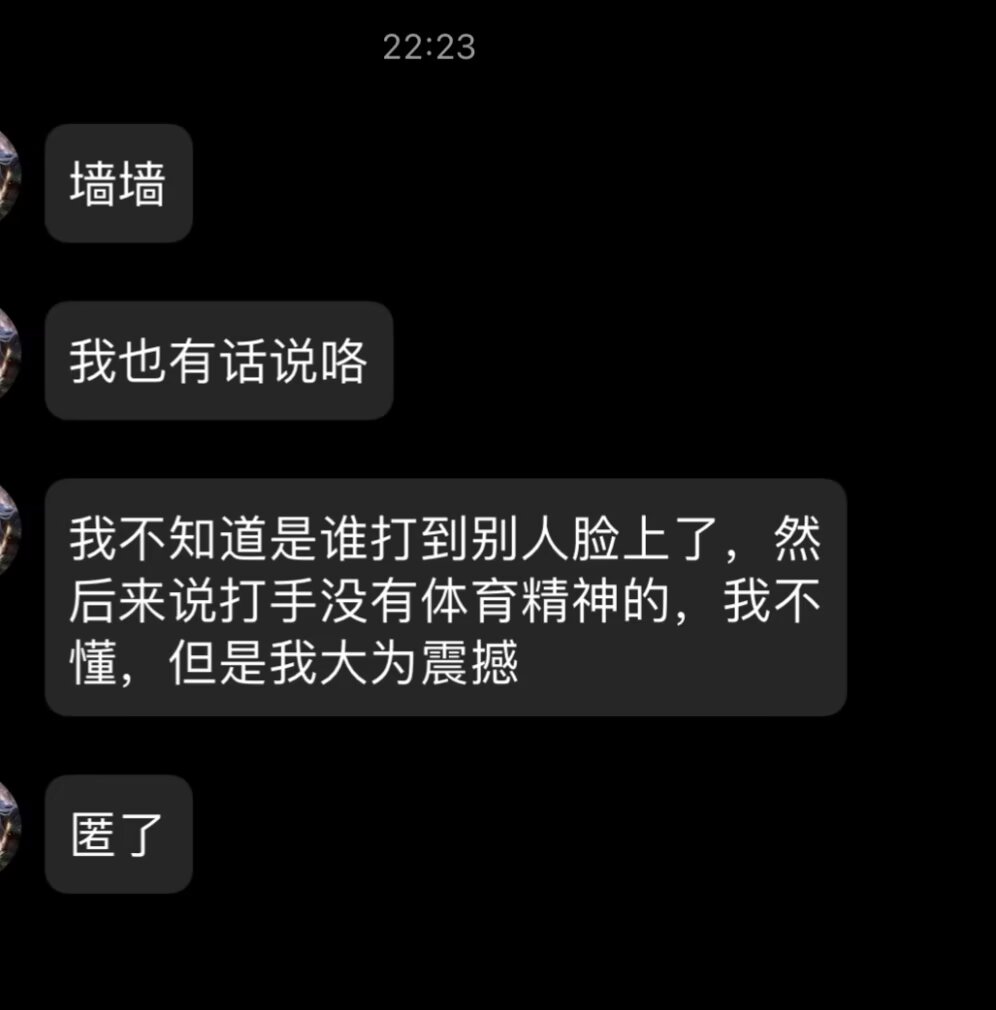 22:23
墙墙
我也有话说咯
我不知道是谁打到别人脸上了，然
后来说打手没有体育精神的，我不
懂，但是我大为震撼
匿了